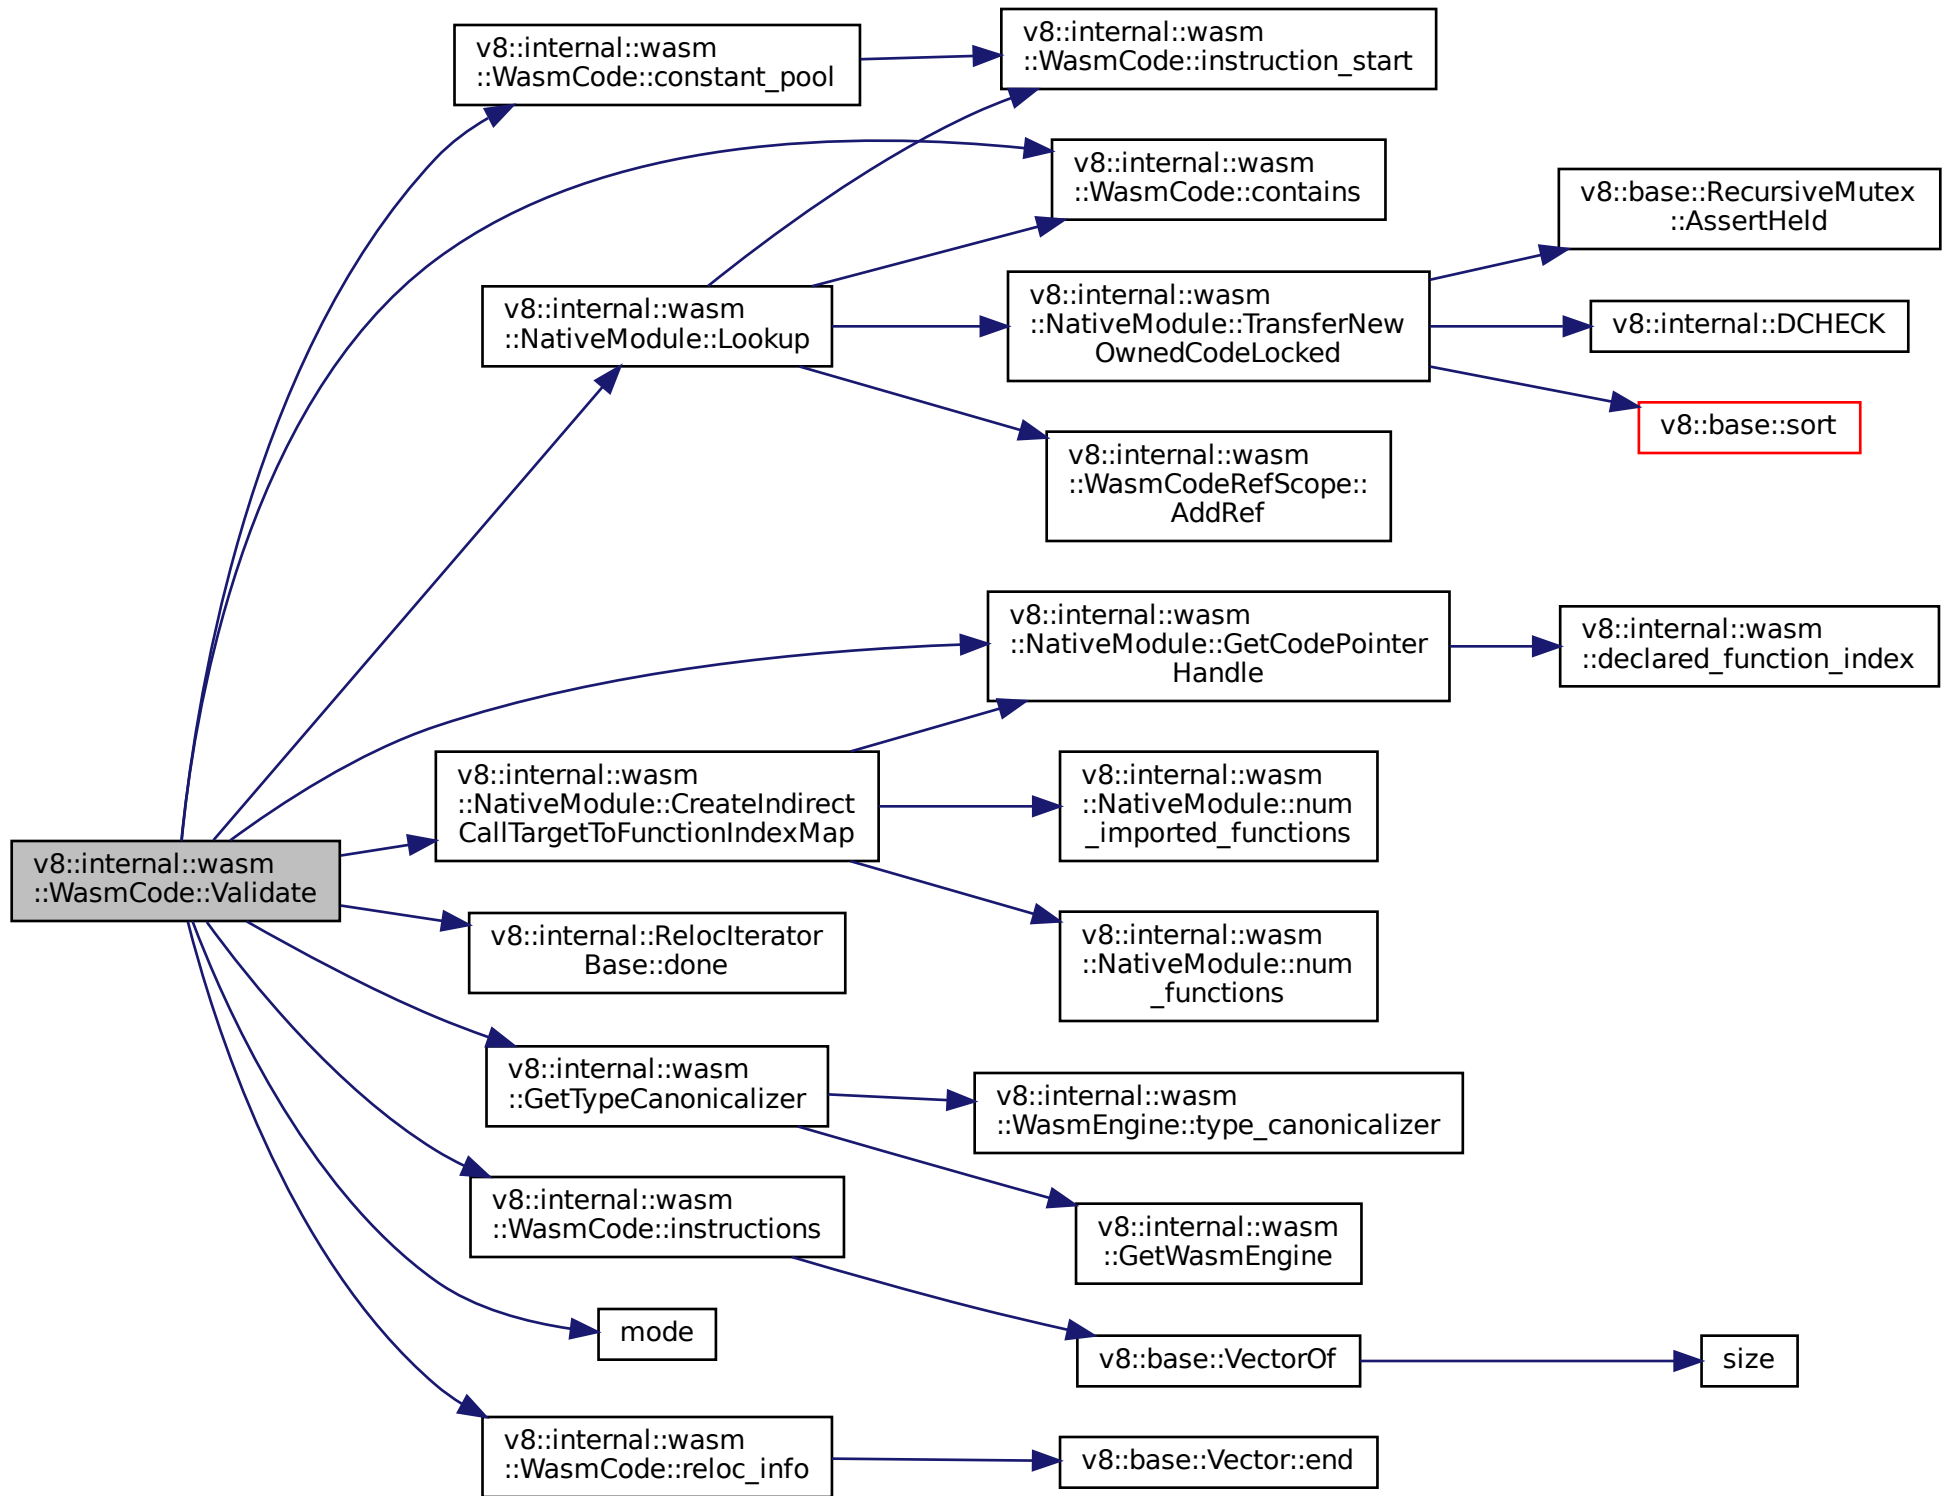 v8::internal::wasm
::WasmCode::Validate
v8::internal::wasm
::WasmCode::constant_pool
v8::internal::wasm
::WasmCode::instruction_start
v8::internal::wasm
::WasmCode::contains
v8::internal::wasm
::NativeModule::Lookup
v8::internal::wasm
::NativeModule::TransferNew
OwnedCodeLocked
v8::base::RecursiveMutex
::AssertHeld
v8::internal::DCHECK
v8::base::sort
v8::internal::wasm
::WasmCodeRefScope::
AddRef
v8::internal::wasm
::NativeModule::GetCodePointer
Handle
v8::internal::wasm
::declared_function_index
v8::internal::wasm
::NativeModule::CreateIndirect
CallTargetToFunctionIndexMap
v8::internal::wasm
::NativeModule::num
_imported_functions
v8::internal::wasm
::NativeModule::num
_functions
v8::internal::RelocIterator
Base::done
v8::internal::wasm
::GetTypeCanonicalizer
v8::internal::wasm
::WasmEngine::type_canonicalizer
v8::internal::wasm
::GetWasmEngine
v8::internal::wasm
::WasmCode::instructions
v8::base::VectorOf
size
mode
v8::internal::wasm
::WasmCode::reloc_info
v8::base::Vector::end